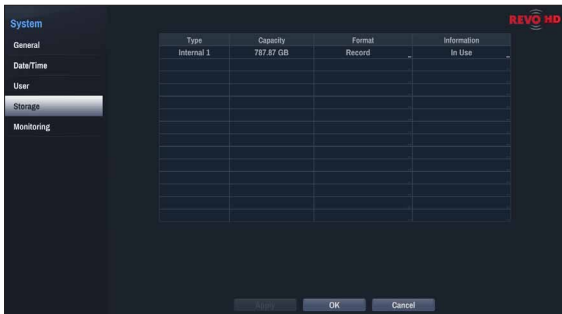 System
REVO HD
General
Date/Time
User
Storage
Monitoring
Type Capacity Format Information
Internal 1 787.87 GB Record In Use
Apply OK Cancel